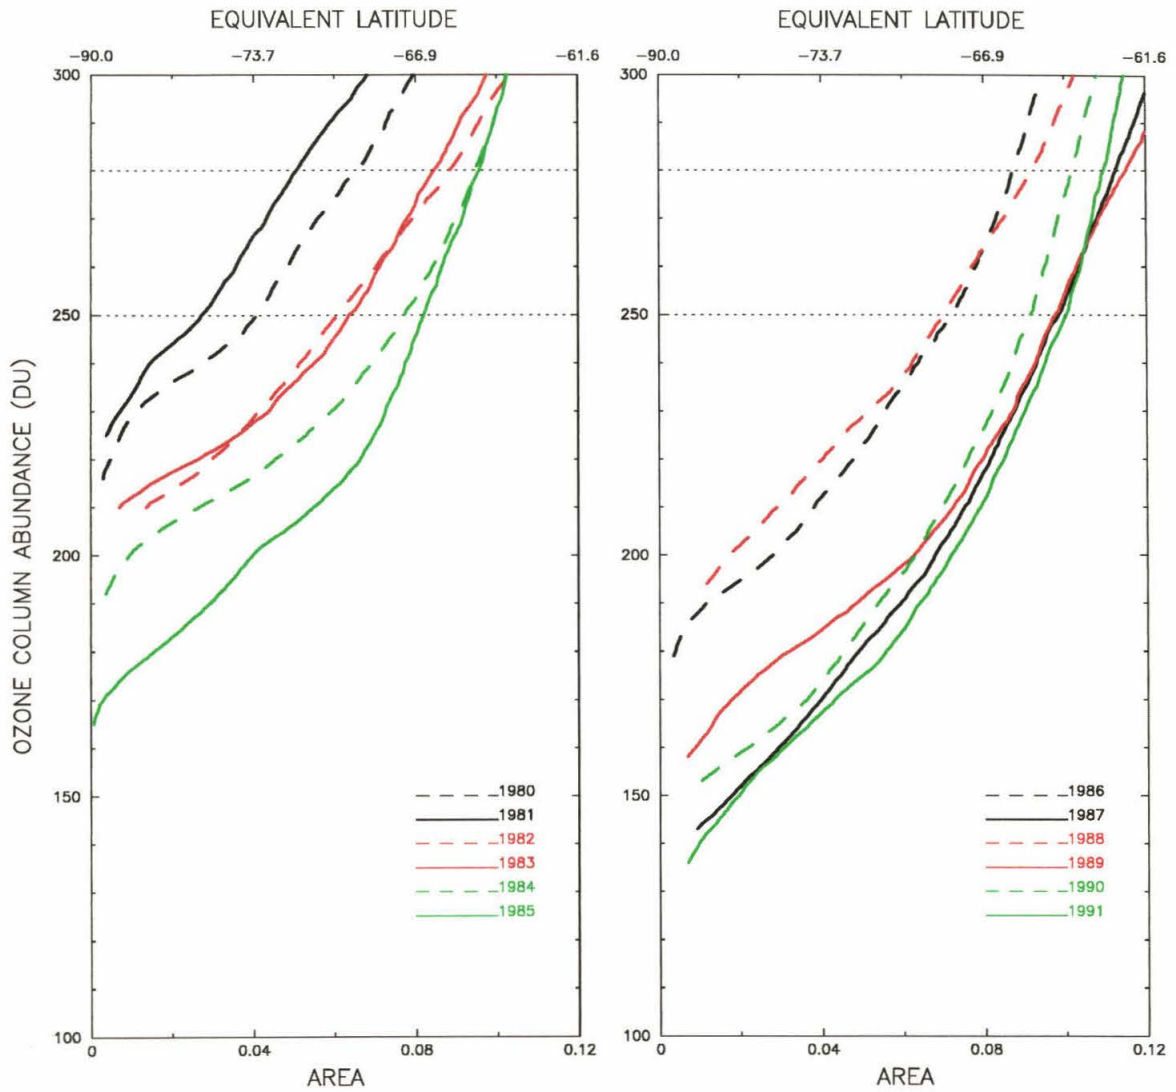 EQUIVALENT LATITUDE
EQUIVALENT LATITUDE
−90.0 −73.7 −66.9 −61.6
−90.0 −73.7 −66.9 −61.6
OZONE COLUMN ABUNDANCE (DU)
300
250
200
150
100
300
250
200
150
100
1980
1981
1982
1983
1984
1985
1986
1987
1988
1989
1990
1991
0 0.04 0.08 0.12
0 0.04 0.08 0.12
AREA
AREA